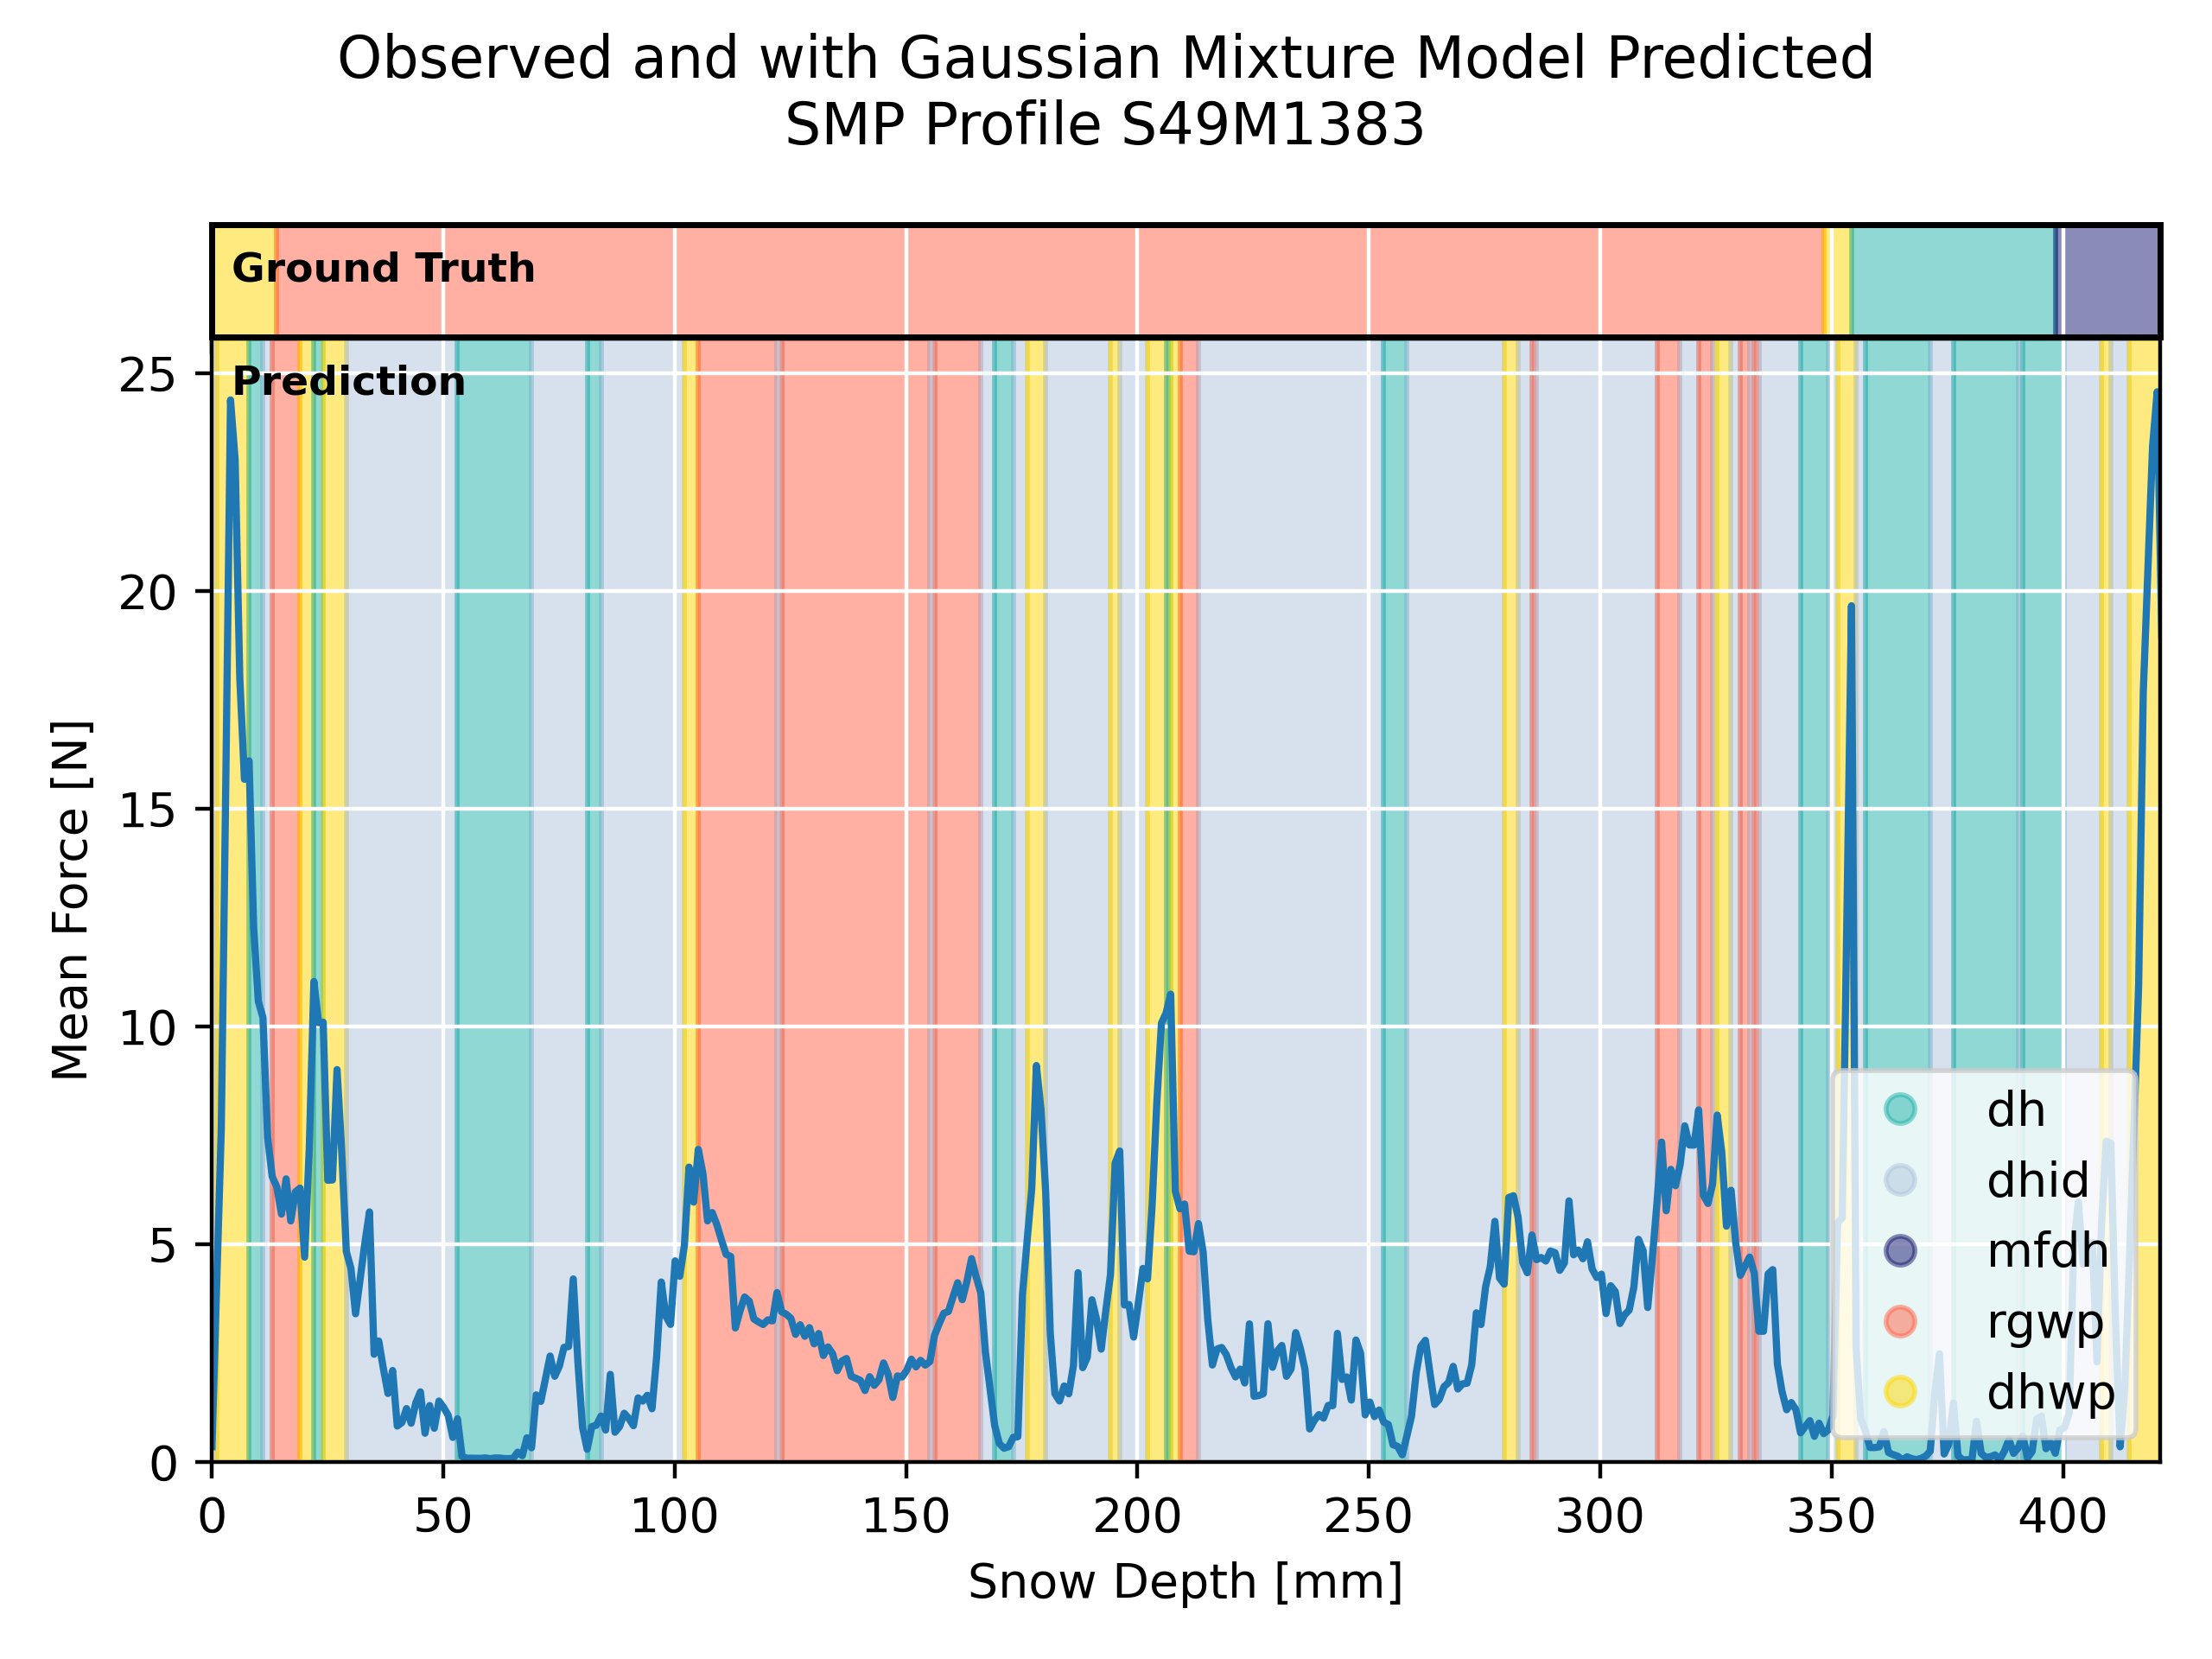 Observed and with Gaussian Mixture Model Predicted
SMP Profile S49M1383
Ground Truth
Prediction
25
20
15
10
5
0
Mean Force [N]
dh
dhid
mfdh
rgwp
dhwp
0 50 100 150 200 250 300 350 400
Snow Depth [mm]